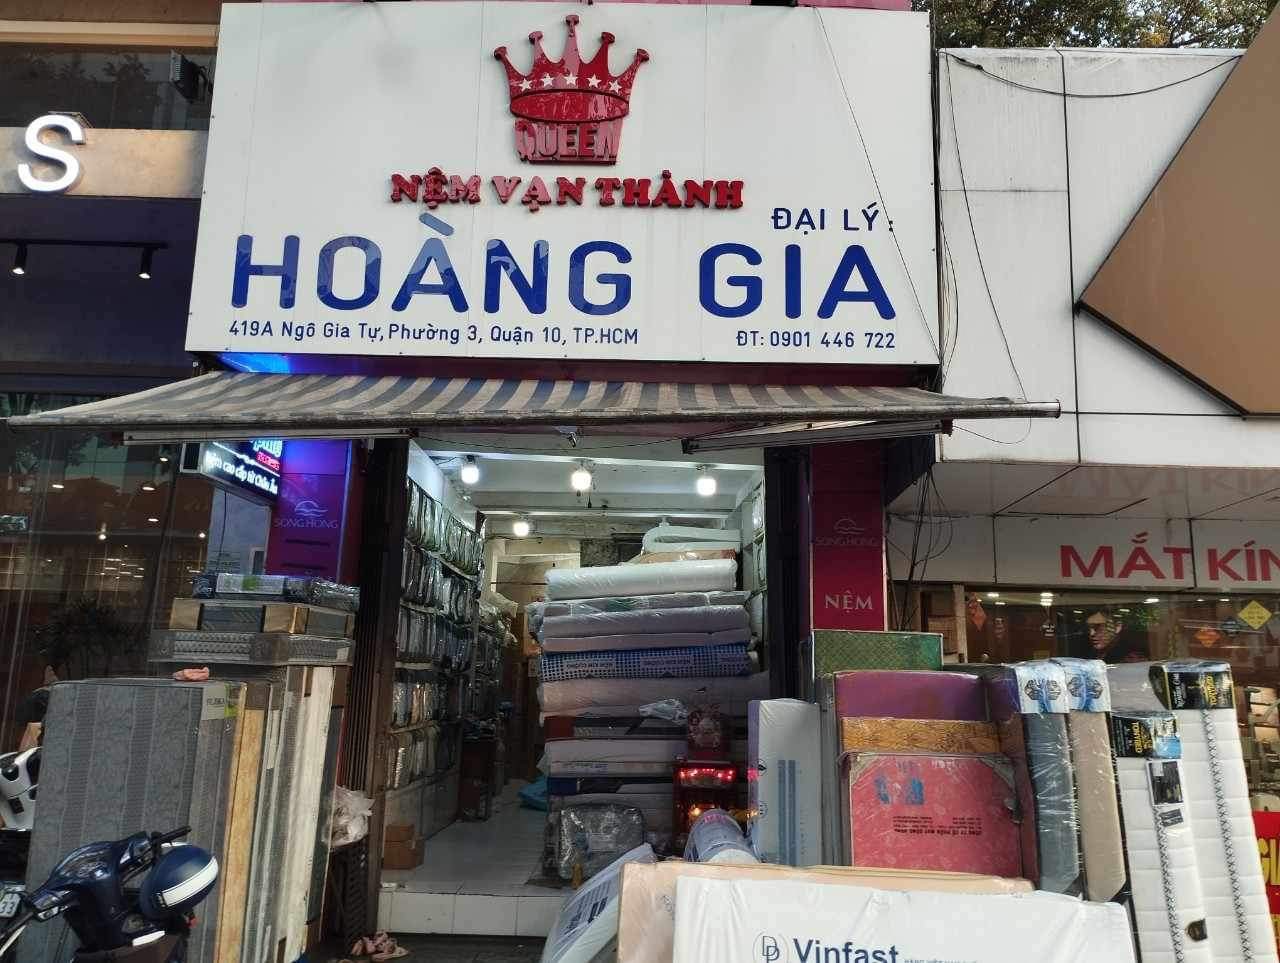 S
QUEEN
NỆM VẠN THÀNH
ĐẠI LÝ:
HOÀNG GIA
419A Ngô Gia Tự, Phường 3, Quận 10, TP.HCM
ĐT: 0901 446 722
SONG HONG
SONG HONG
NỆM
MẮT KÍN
Vinfast